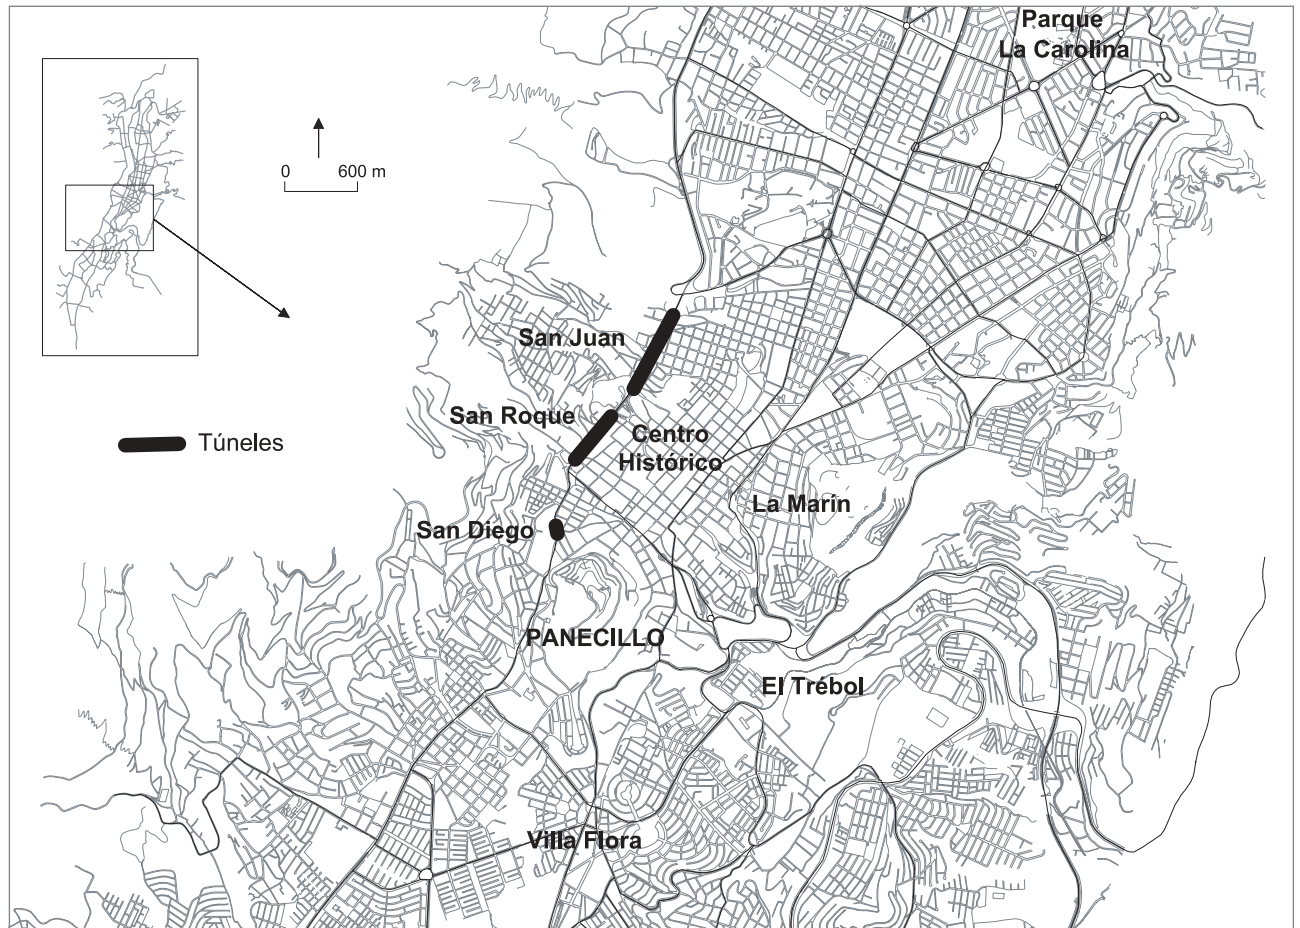 Parque
La Carolina
0 600 m
San Juan
San Roque
Centro
Histórico
Túneles
La Marín
San Diego
PANECILLO
El Trébol
Villa Flora